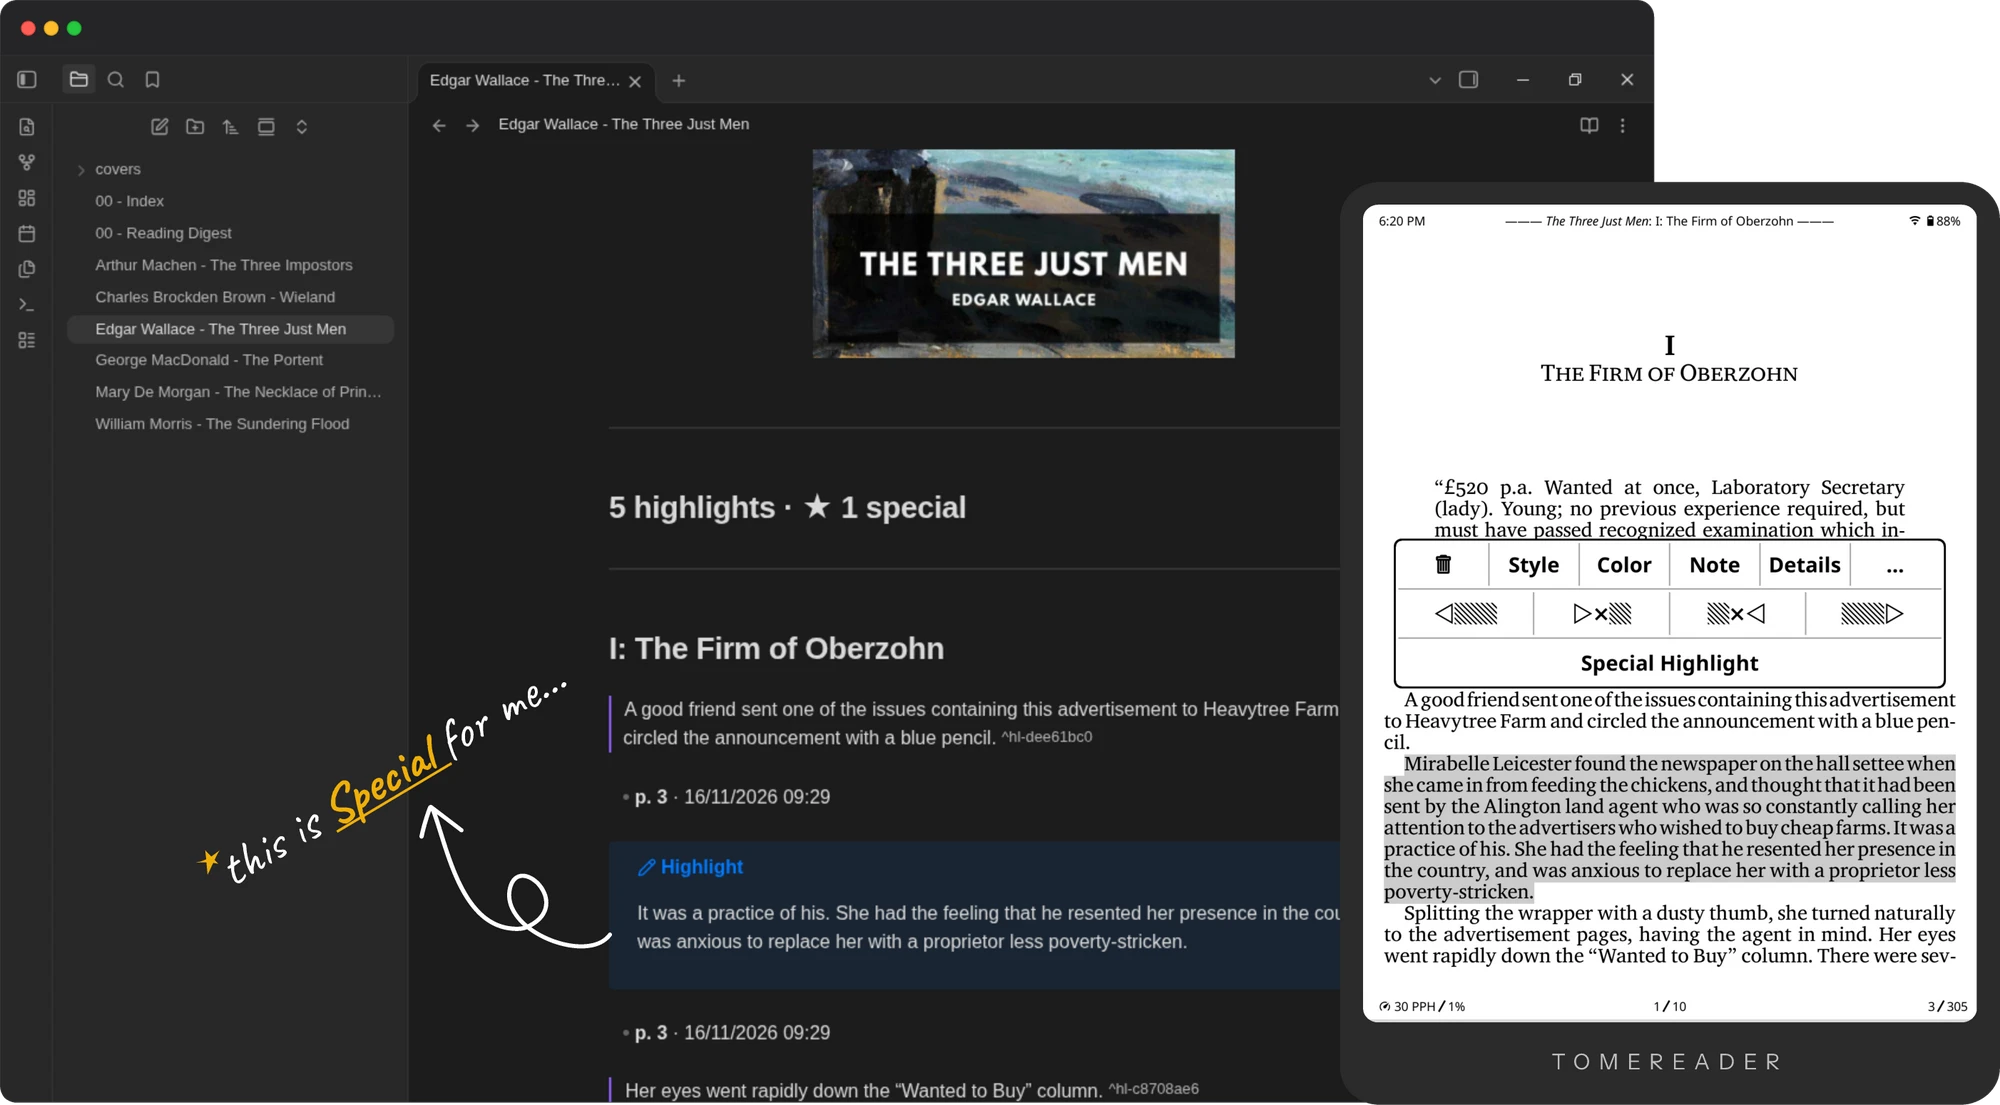 Edgar Wallace - The Thre...
Edgar Wallace - The Three Just Men
covers
00 - Index
00 - Reading Digest
Arthur Machen - The Three Impostors
Charles Brockden Brown - Wieland
Edgar Wallace - The Three Just Men
George MacDonald - The Portent
Mary De Morgan - The Necklace of Prin...
William Morris - The Sundering Flood
THE THREE JUST MEN
EDGAR WALLACE
5 highlights · ★ 1 special
I: The Firm of Oberzohn
A good friend sent one of the issues containing this advertisement to Heavytree Farm
circled the announcement with a blue pencil. ^hl-dee61bc0
• p. 3 · 16/11/2026 09:29
Highlight
It was a practice of his. She had the feeling that he resented her presence in the cou
was anxious to replace her with a proprietor less poverty-stricken.
• p. 3 · 16/11/2026 09:29
Her eyes went rapidly down the “Wanted to Buy” column. ^hl-c8708ae6
this is Special for me...
6:20 PM
——— The Three Just Men: I: The Firm of Oberzohn ———
88%
I
THE FIRM OF OBERZOHN
“£520 p.a. Wanted at once, Laboratory Secretary
(lady). Young; no previous experience required, but
must have passed recognized examination which in-
Style Color Note Details ...
Special Highlight
A good friend sent one of the issues containing this advertisement
to Heavytree Farm and circled the announcement with a blue pen-
cil.
Mirabelle Leicester found the newspaper on the hall settee when
she came in from feeding the chickens, and thought that it had been
sent by the Alington land agent who was so constantly calling her
attention to the advertisers who wished to buy cheap farms. It was a
practice of his. She had the feeling that he resented her presence in
the country, and was anxious to replace her with a proprietor less
poverty-stricken.
Splitting the wrapper with a dusty thumb, she turned naturally
to the advertisement pages, having the agent in mind. Her eyes
went rapidly down the “Wanted to Buy” column. There were sev-
30 PPH / 1%
1 / 10
3 / 305
TOMEREADER